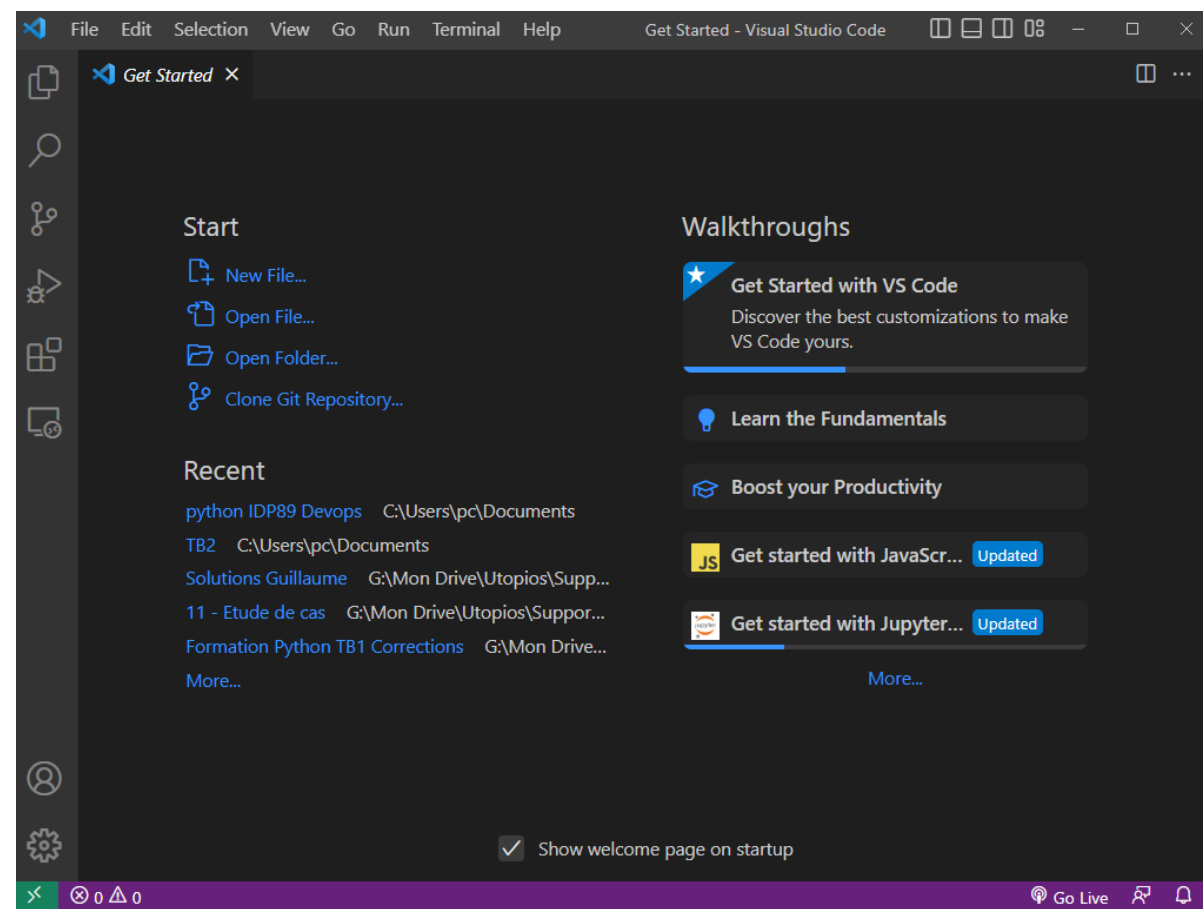 File Edit Selection View Go Run Terminal Help Get Started - Visual Studio Code
Get Started
Start
New File...
Open File...
Open Folder...
Clone Git Repository...
Recent
python IDP89 Devops C:\Users\pc\Documents
TB2 C:\Users\pc\Documents
Solutions Guillaume G:\Mon Drive\Utopios\Supp...
11 - Etude de cas G:\Mon Drive\Utopios\Suppor...
Formation Python TB1 Corrections G:\Mon Drive...
More...
Walkthroughs
Get Started with VS Code
Discover the best customizations to make
VS Code yours.
Learn the Fundamentals
Boost your Productivity
JS Get started with JavaScr... Updated
jupyter Get started with Jupyter... Updated
More...
Show welcome page on startup
0 0 Go Live